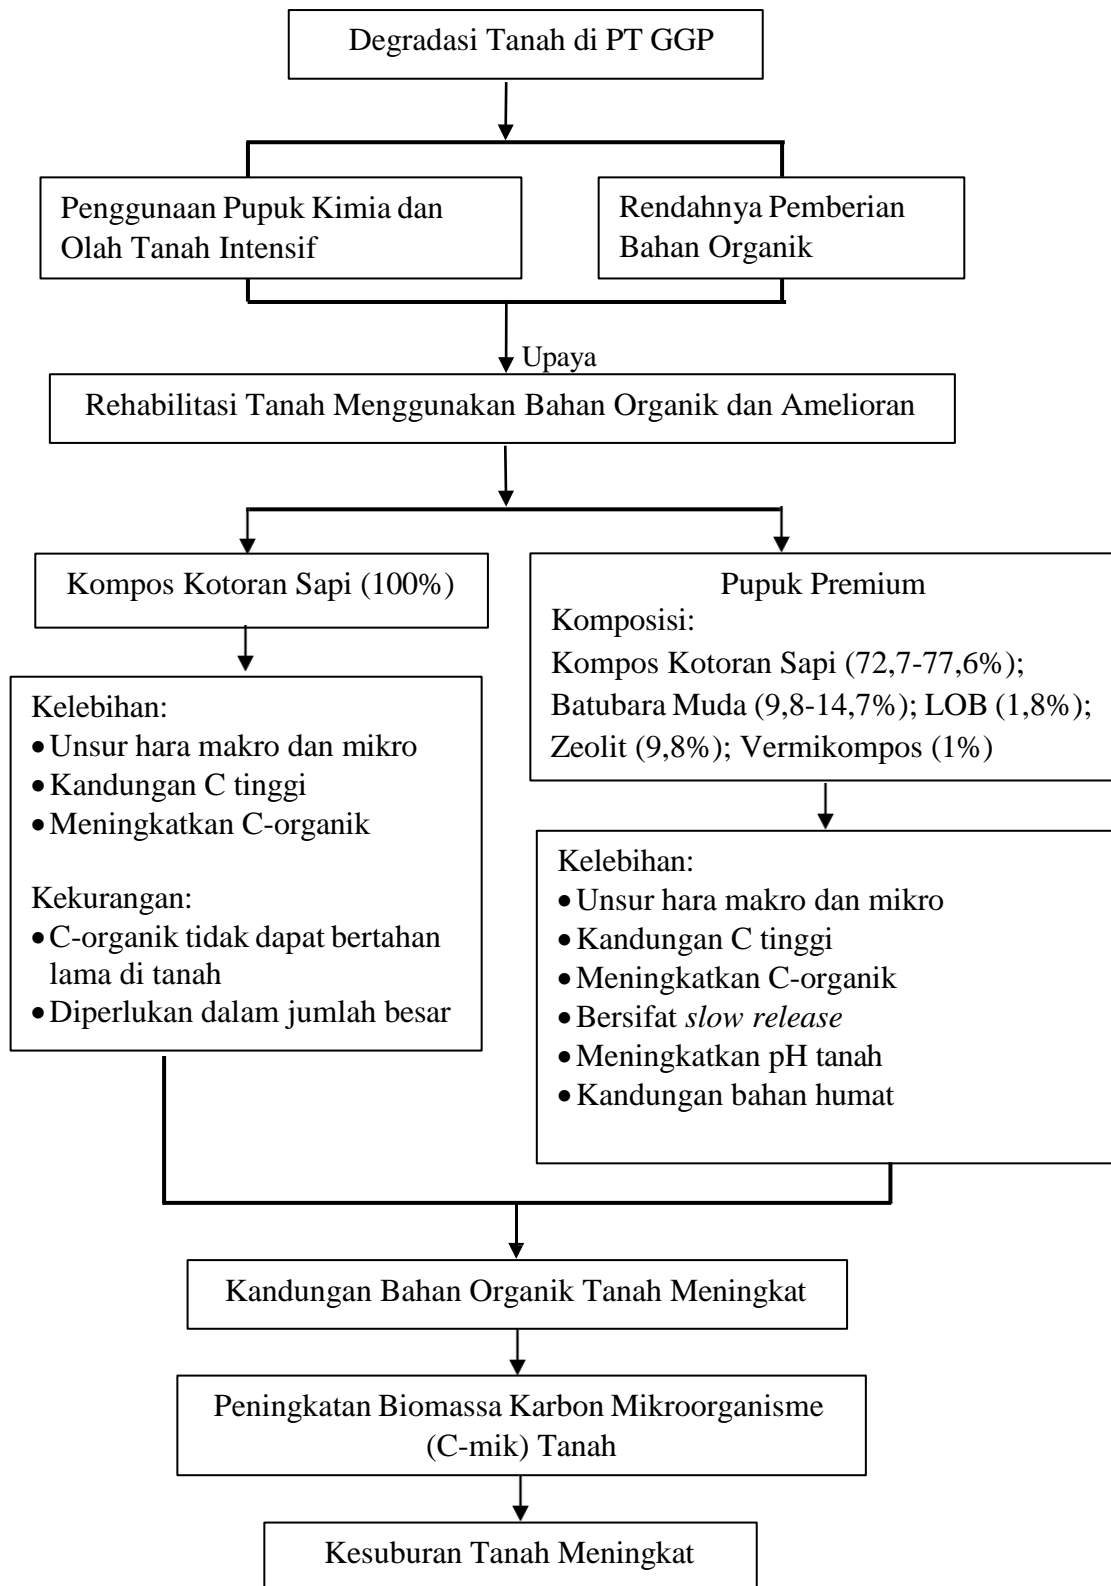 Degradasi Tanah di PT GGP
Penggunaan Pupuk Kimia dan
Olah Tanah Intensif
Rendahnya Pemberian
Bahan Organik
Upaya
Rehabilitasi Tanah Menggunakan Bahan Organik dan Amelioran
Kompos Kotoran Sapi (100%)
Kelebihan:
• Unsur hara makro dan mikro
• Kandungan C tinggi
• Meningkatkan C-organik
Kekurangan:
• C-organik tidak dapat bertahan
lama di tanah
• Diperlukan dalam jumlah besar
Pupuk Premium
Komposisi:
Kompos Kotoran Sapi (72,7-77,6%);
Batubara Muda (9,8-14,7%); LOB (1,8%);
Zeolit (9,8%); Vermikompos (1%)
Kelebihan:
• Unsur hara makro dan mikro
• Kandungan C tinggi
• Meningkatkan C-organik
• Bersifat slow release
• Meningkatkan pH tanah
• Kandungan bahan humat
Kandungan Bahan Organik Tanah Meningkat
Peningkatan Biomassa Karbon Mikroorganisme
(C-mik) Tanah
Kesuburan Tanah Meningkat